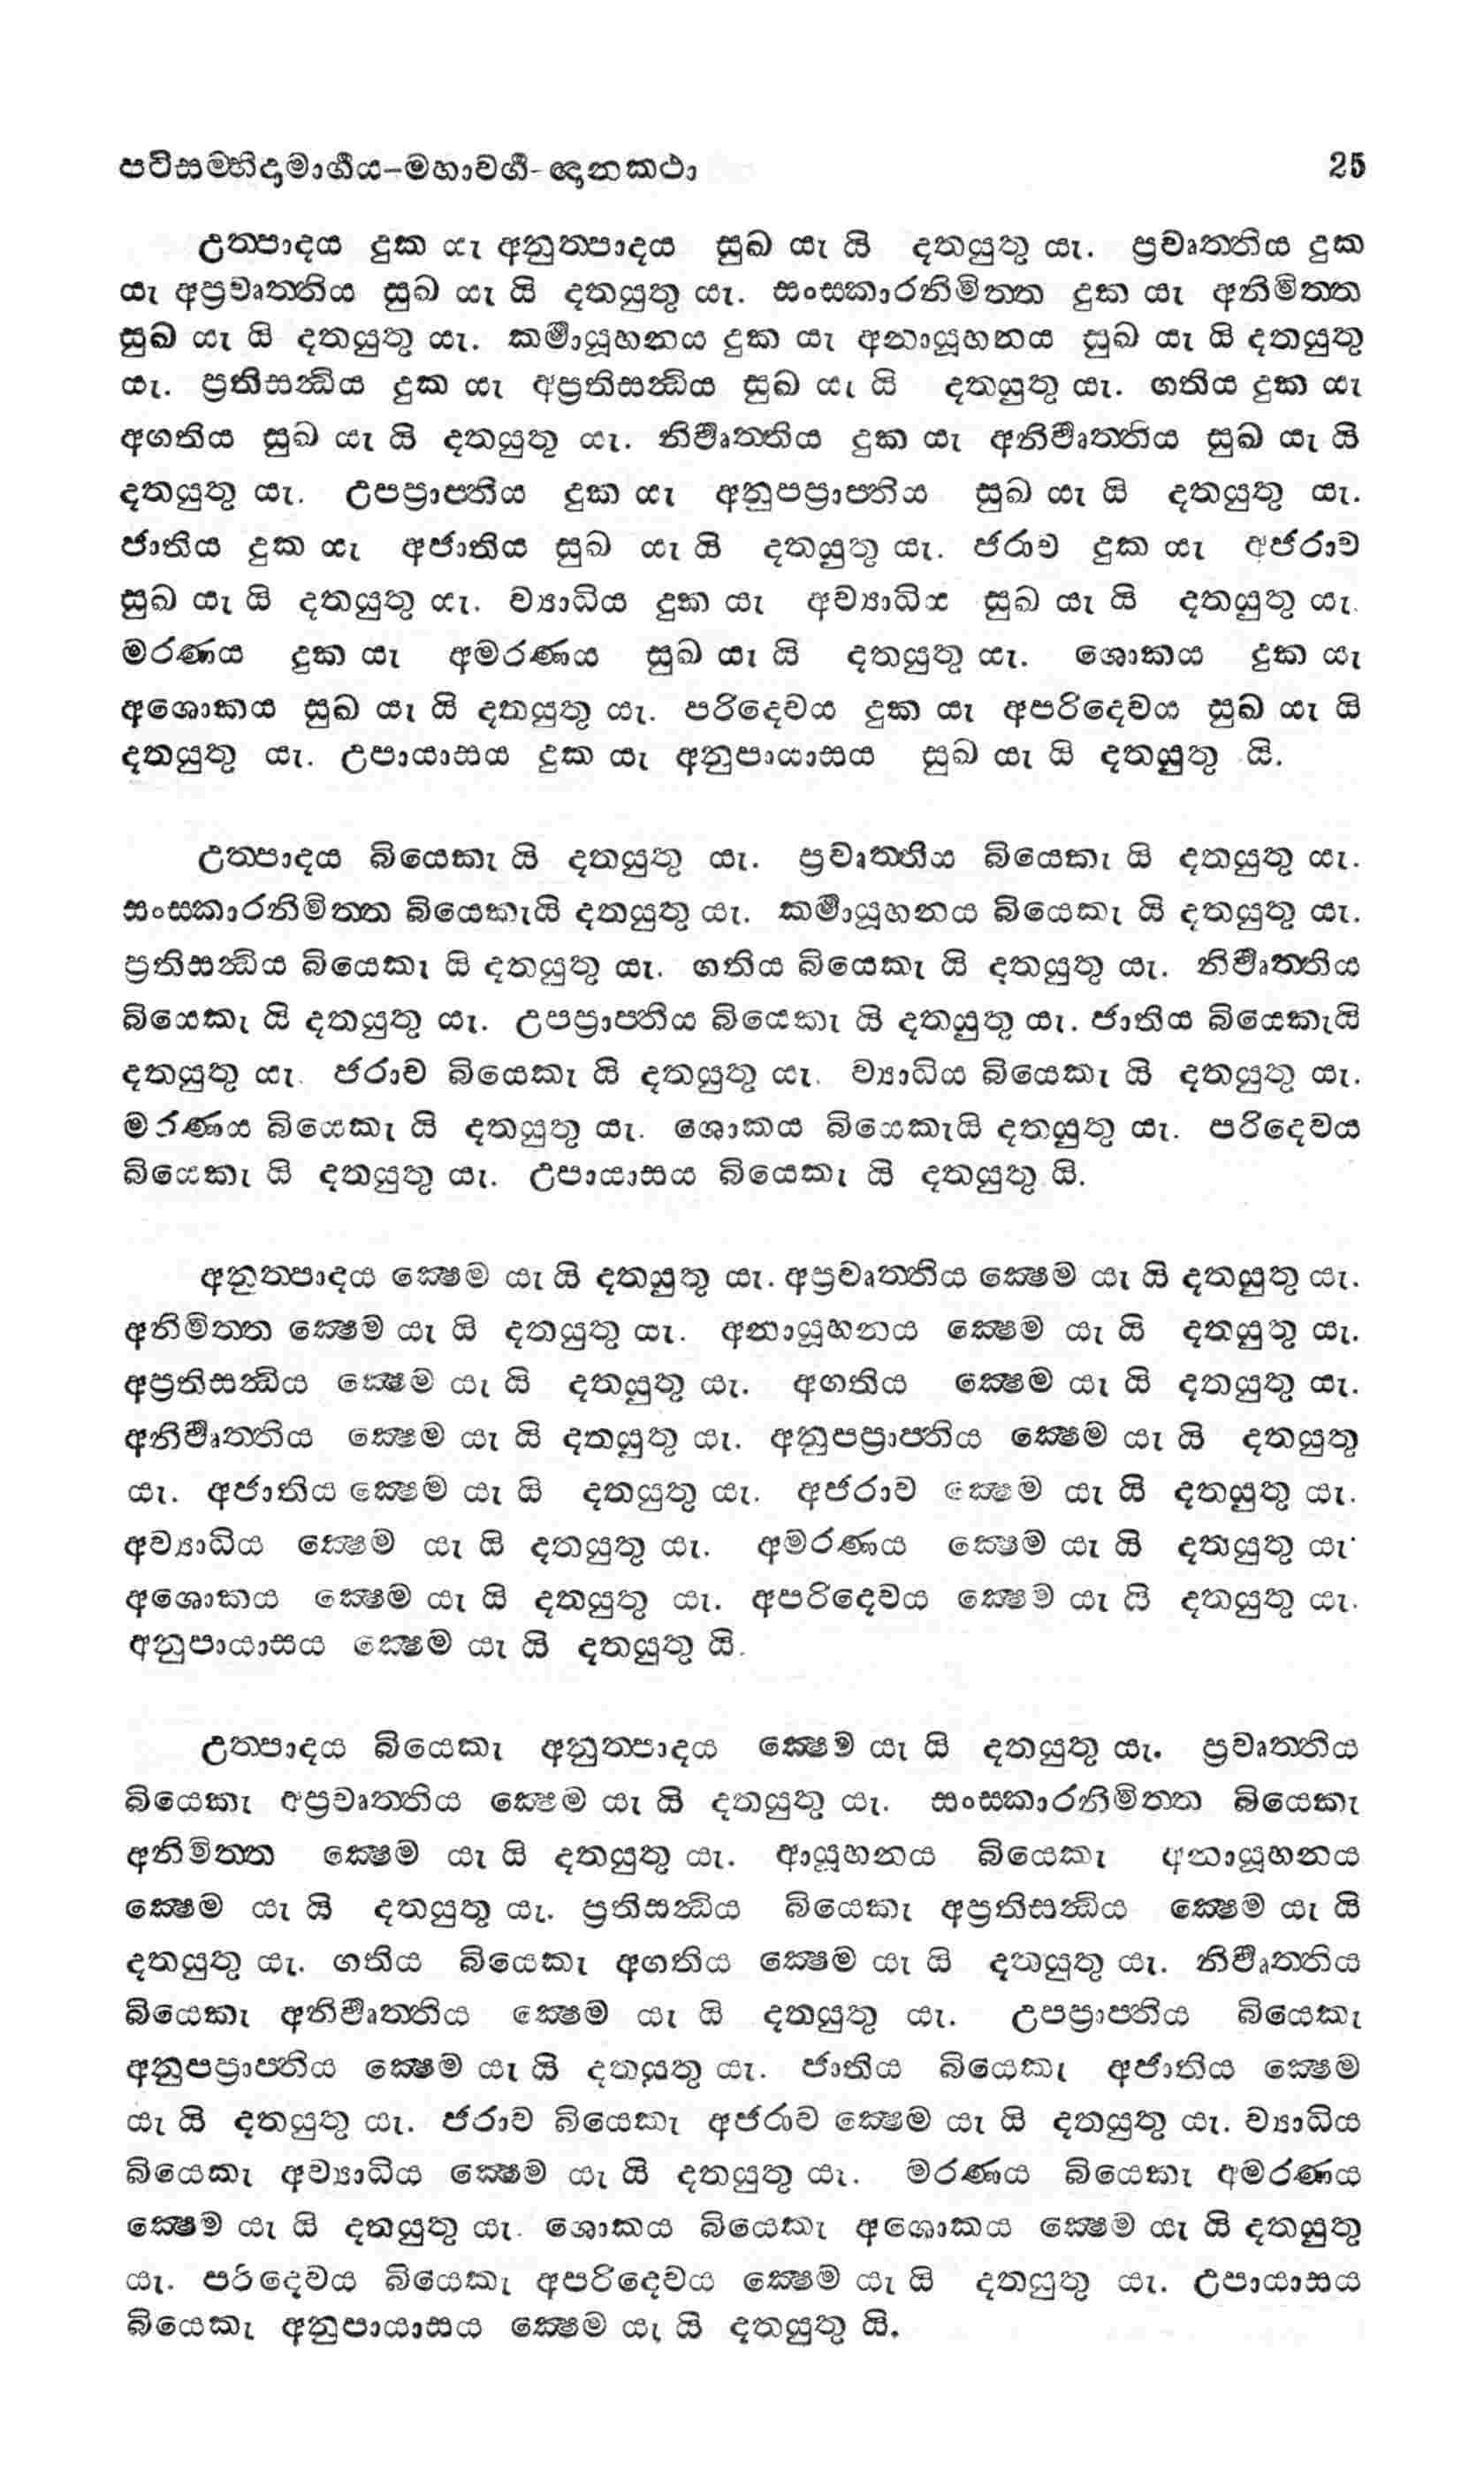 පටිසම්භිදාමාර්ගය-මහාවර්ග-ඥානකථා 25
උත්පාදය දුක යැ අනුත්පාදය සුඛ යැ යි දතයුතු යැ. ප්‍රවෘත්තිය දුක
යැ අප්‍රවෘත්තිය සුඛ යැ යි දතයුතු යැ. සංස්කාරනිමිත්ත දුක යැ අනිමිත්ත
සුඛ යැ යි දතයුතු යැ. කර්මායූහනය දුක යැ අනායූහනය සුඛ යැ යි දතයුතු
යැ. ප්‍රතිසන්ධිය දුක යැ අප්‍රතිසන්ධිය සුඛ යැ යි දතයුතු යැ. ගතිය දුක යැ
අගතිය සුඛ යැ යි දතයුතු යැ. නිර්වෘත්තිය දුක යැ අනිර්වෘත්තිය සුඛ යැ යි
දතයුතු යැ. උපප්‍රාප්තිය දුක යැ අනුපප්‍රාප්තිය සුඛ යැ යි දතයුතු යැ.
ජාතිය දුක යැ අජාතිය සුඛ යැ යි දතයුතු යැ. ජරාව දුක යැ අජරාව
සුඛ යැ යි දතයුතු යැ. ව්‍යාධිය දුක යැ අව්‍යාධිය සුඛ යැ යි දතයුතු යැ.
මරණය දුක යැ අමරණය සුඛ යැ යි දතයුතු යැ. ශොකය දුක යැ
අශොකය සුඛ යැ යි දතයුතු යැ. පරිදෙවය දුක යැ අපරිදෙවය සුඛ යැ යි
දතයුතු යැ. උපායාසය දුක යැ අනුපායාසය සුඛ යැ යි දතයුතු යි.
උත්පාදය බියෙකැ යි දතයුතු යැ. ප්‍රවෘත්තිය බියෙකැ යි දතයුතු යැ.
සංස්කාරනිමිත්ත බියෙකැයි දතයුතු යැ. කර්මායූහනය බියෙකැ යි දතයුතු යැ.
ප්‍රතිසන්ධිය බියෙකැ යි දතයුතු යැ. ගතිය බියෙකැ යි දතයුතු යැ. නිර්වෘත්තිය
බියෙකැ යි දතයුතු යැ. උපප්‍රාප්තිය බියෙකැ යි දතයුතු යැ. ජාතිය බියෙකැයි
දතයුතු යැ. ජරාව බියෙකැ යි දතයුතු යැ. ව්‍යාධිය බියෙකැ යි දතයුතු යැ.
මරණය බියෙකැ යි දතයුතු යැ. ශොකය බියෙකැයි දතයුතු යැ. පරිදෙවය
බියෙකැ යි දතයුතු යැ. උපායාසය බියෙකැ යි දතයුතු යි.
අනුත්පාදය ක්‍ෂෙම යැ යි දතයුතු යැ. අප්‍රවෘත්තිය ක්‍ෂෙම යැ යි දතයුතු යැ.
අනිමිත්ත ක්‍ෂෙම යැ යි දතයුතු යැ. අනායූහනය ක්‍ෂෙම යැ යි දතයුතු යැ.
අප්‍රතිසන්ධිය ක්‍ෂෙම යැ යි දතයුතු යැ. අගතිය ක්‍ෂෙම යැ යි දතයුතු යැ.
අනිර්වෘත්තිය ක්‍ෂෙම යැ යි දතයුතු යැ. අනුපප්‍රාප්තිය ක්‍ෂෙම යැ යි දතයුතු
යැ. අජාතිය ක්‍ෂෙම යැ යි දතයුතු යැ. අජරාව ක්‍ෂෙම යැ යි දතයුතු යැ.
අව්‍යාධිය ක්‍ෂෙම යැ යි දතයුතු යැ. අමරණය ක්‍ෂෙම යැ යි දතයුතු යැ.
අශොකය ක්‍ෂෙම යැ යි දතයුතු යැ. අපරිදෙවය ක්‍ෂෙම යැ යි දතයුතු යැ.
අනුපායාසය ක්‍ෂෙම යැ යි දතයුතු යි.
උත්පාදය බියෙකැ අනුත්පාදය ක්‍ෂෙම යැ යි දතයුතු යැ. ප්‍රවෘත්තිය
බියෙකැ අප්‍රවෘත්තිය ක්‍ෂෙම යැ යි දතයුතු යැ. සංස්කාරනිමිත්ත බියෙකැ
අනිමිත්ත ක්‍ෂෙම යැ යි දතයුතු යැ. ආයූහනය බියෙකැ අනායූහනය
ක්‍ෂෙම යැ යි දතයුතු යැ. ප්‍රතිසන්ධිය බියෙකැ අප්‍රතිසන්ධිය ක්‍ෂෙම යැ යි
දතයුතු යැ. ගතිය බියෙකැ අගතිය ක්‍ෂෙම යැ යි දතයුතු යැ. නිර්වෘත්තිය
බියෙකැ අනිර්වෘත්තිය ක්‍ෂෙම යැ යි දතයුතු යැ. උපප්‍රාප්තිය බියෙකැ
අනුපප්‍රාප්තිය ක්‍ෂෙම යැ යි දතයුතු යැ. ජාතිය බියෙකැ අජාතිය ක්‍ෂෙම
යැ යි දතයුතු යැ. ජරාව බියෙකැ අජරාව ක්‍ෂෙම යැ යි දතයුතු යැ. ව්‍යාධිය
බියෙකැ අව්‍යාධිය ක්‍ෂෙම යැ යි දතයුතු යැ. මරණය බියෙකැ අමරණය
ක්‍ෂෙම යැ යි දතයුතු යැ. ශොකය බියෙකැ අශොකය ක්‍ෂෙම යැ යි දතයුතු
යැ. පරිදෙවය බියෙකැ අපරිදෙවය ක්‍ෂෙම යැ යි දතයුතු යැ. උපායාසය
බියෙකැ අනුපායාසය ක්‍ෂෙම යැ යි දතයුතු යි.